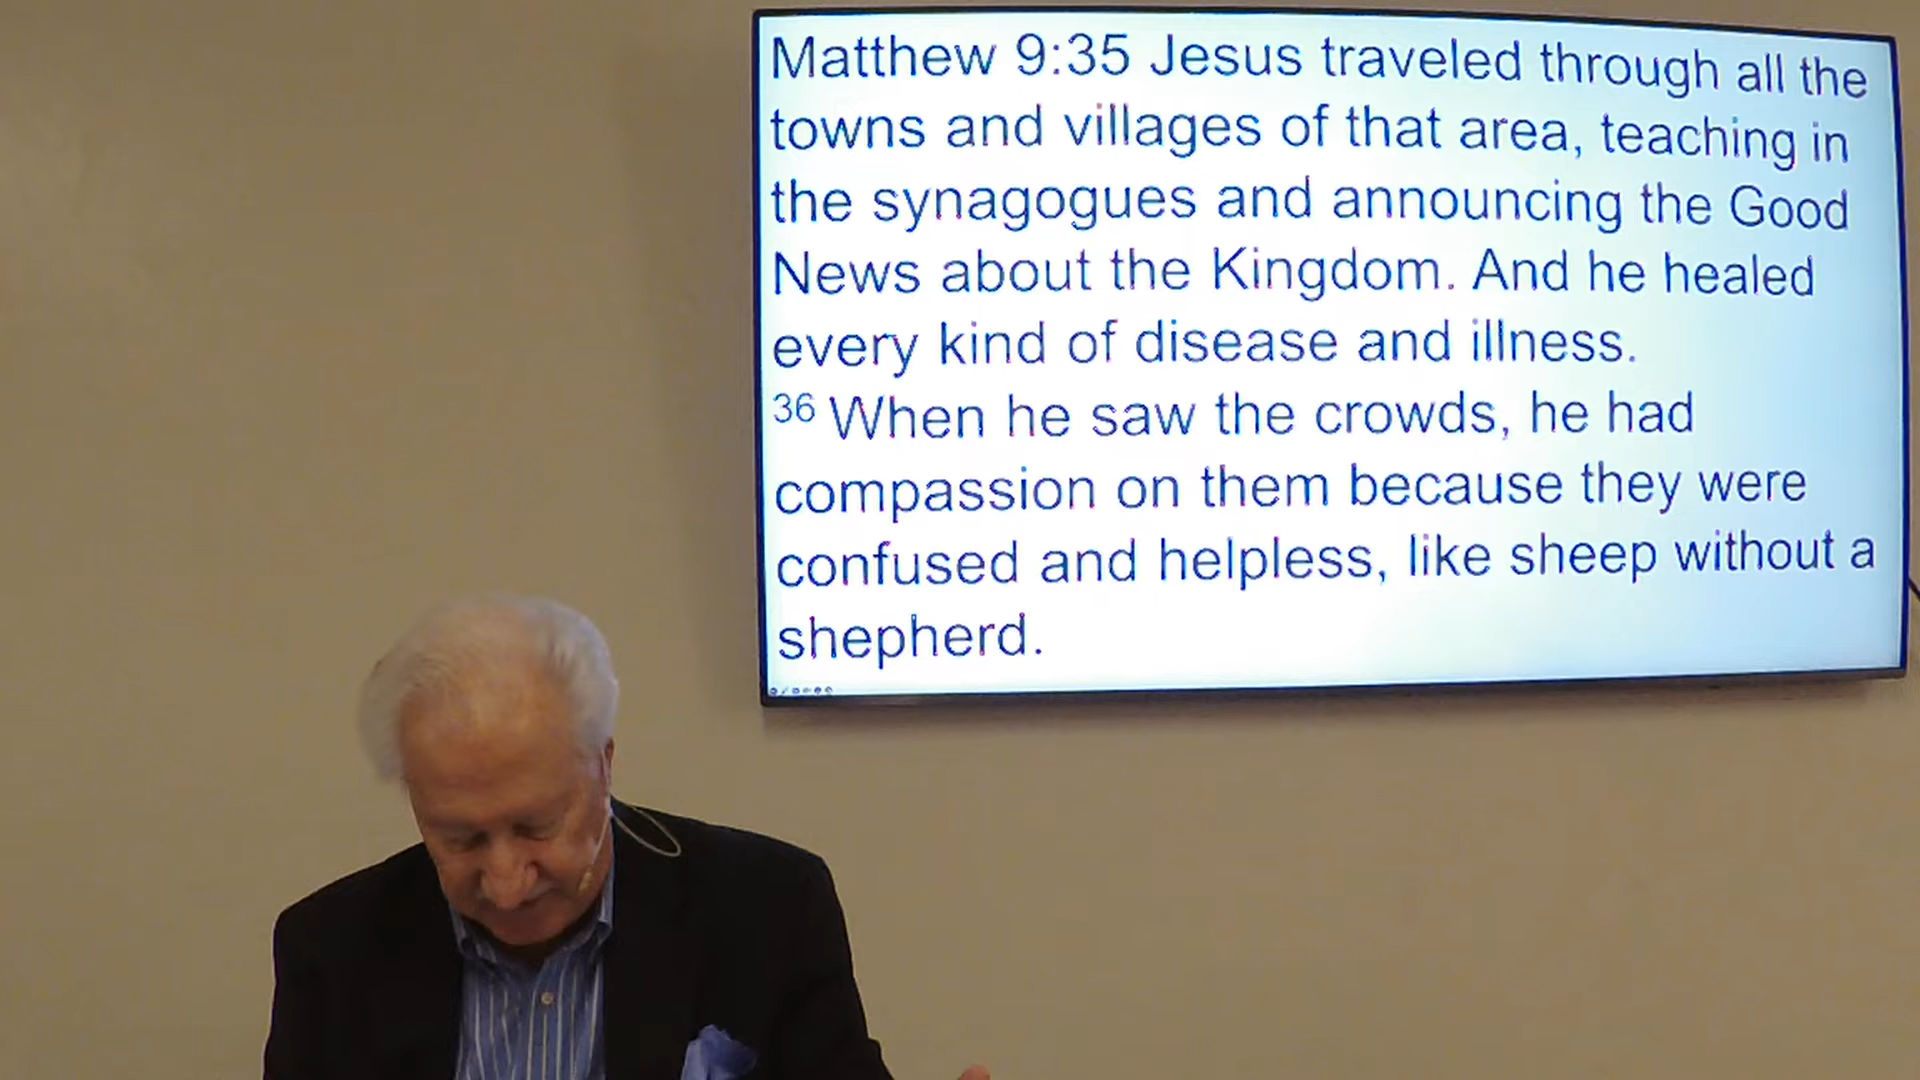 Matthew 9:35 Jesus traveled through all the
towns and villages of that area, teaching in
the synagogues and announcing the Good
News about the Kingdom. And he healed
every kind of disease and illness.
36 When he saw the crowds, he had
compassion on them because they were
confused and helpless, like sheep without a
shepherd.